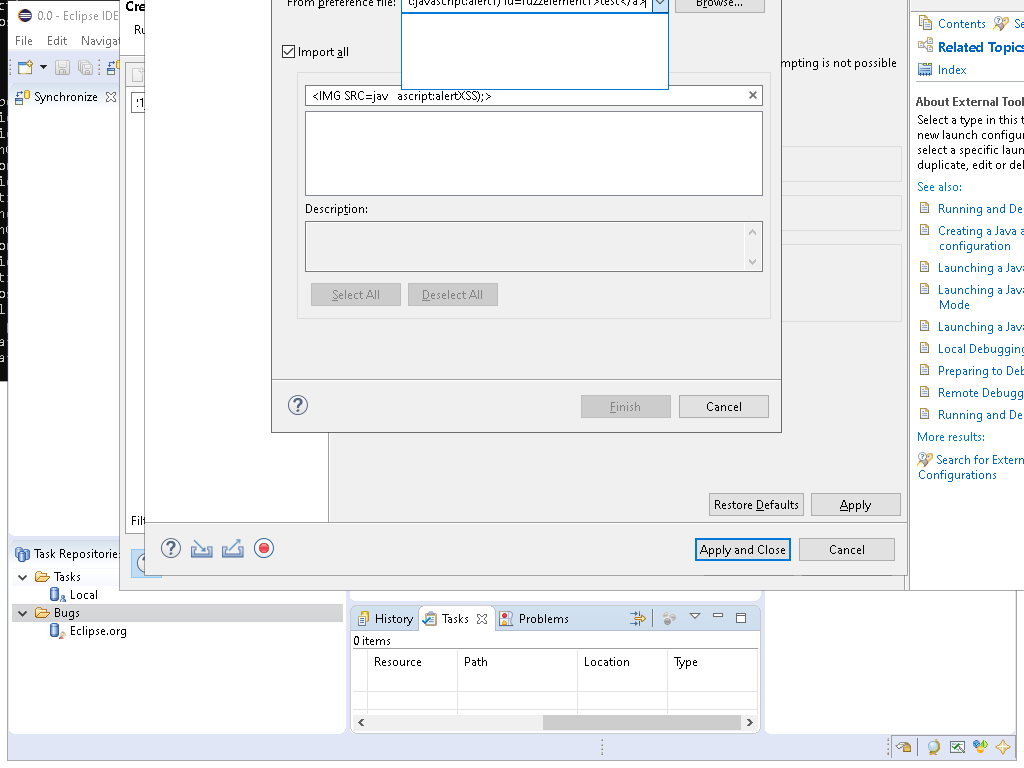 0.0 - Eclipse IDE
File Edit Navigat
Synchronize
Cre
Ru
From preference file:
t:javascript:alert1) id=fuzzelement1>test</a>
Browse...
Import all
<IMG SRC=jav ascript:alertXSS);>
Description:
Select All
Deselect All
Finish
Cancel
mpting is not possible
Restore Defaults
Apply
Filt
Apply and Close
Cancel
Contents
Se
Related Topics
Index
About External Tool
Select a type in this t
new launch configur
select a specific laun
duplicate, edit or del
See also:
Running and De
Creating a Java a
configuration
Launching a Java
Launching a Java
Mode
Launching a Java
Local Debugging
Preparing to Deb
Remote Debugg
Running and De
More results:
Search for Extern
Configurations
Task Repositories
Tasks
Local
Bugs
Eclipse.org
History
Tasks
Problems
0 items
Resource Path Location Type